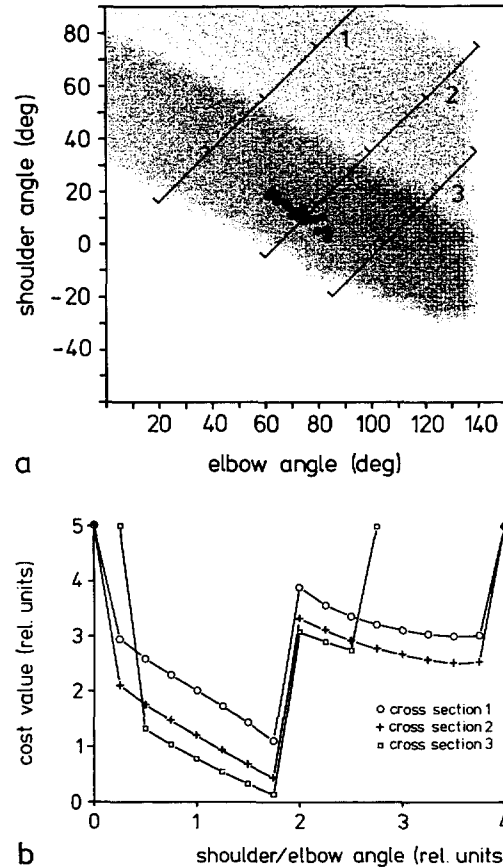 80
60
40
20
0
-20
-40
shoulder angle (deg)
1
2
3
20 40 60 80 100 120 140
a elbow angle (deg)
5
4
3
2
1
0
cost value (rel. units)
cross section 1
cross section 2
cross section 3
0 1 2 3 4
b shoulder/elbow angle (rel. units